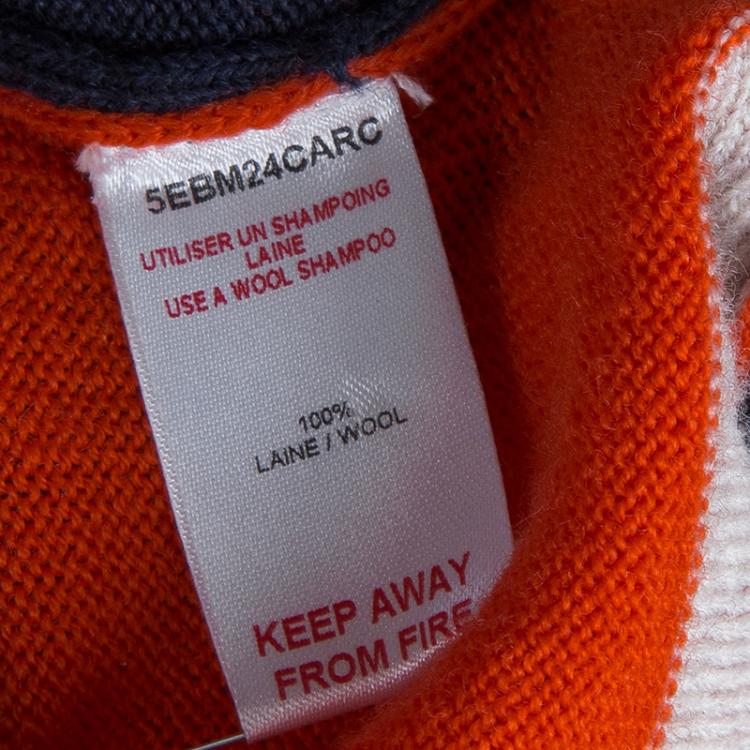 5EBM24CARC
UTILISER UN SHAMPOING
LAINE
USE A WOOL SHAMPOO
100%
LAINE / WOOL
KEEP AWAY
FROM FIRE